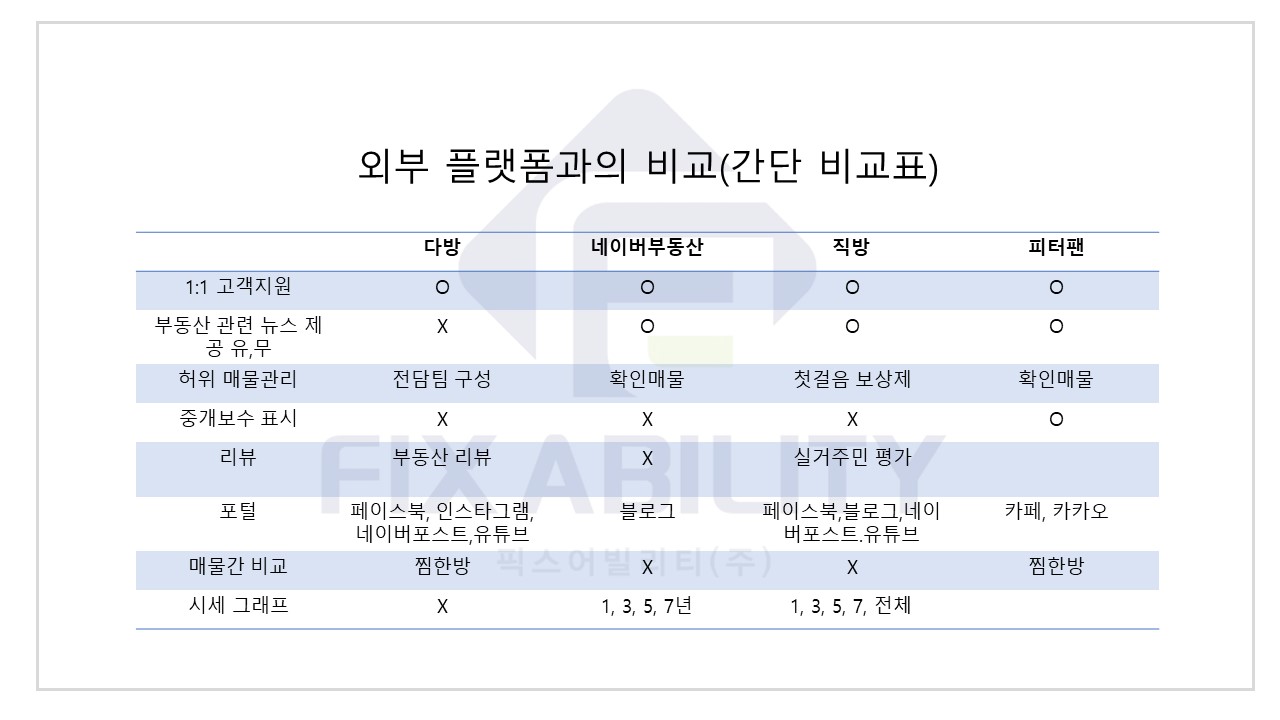 외부 플랫폼과의 비교(간단 비교표)
다방 네이버부동산 직방 피터팬
1:1 고객지원 O O O O
부동산 관련 뉴스 제 X O O O
공 유,무
허위 매물관리 전담팀 구성 확인매물 첫걸음 보상제 확인매물
중개보수 표시 X X X O
리뷰 부동산 리뷰 X 실거주민 평가
포털 페이스북, 인스타그램, 블로그 페이스북,블로그,네이 카페, 카카오
네이버포스트,유튜브 버포스트.유튜브
매물간 비교 찜한방 X X 찜한방
시세 그래프 X 1, 3, 5, 7년 1, 3, 5, 7, 전체
FIX ABILITY
픽스어빌리티(주)